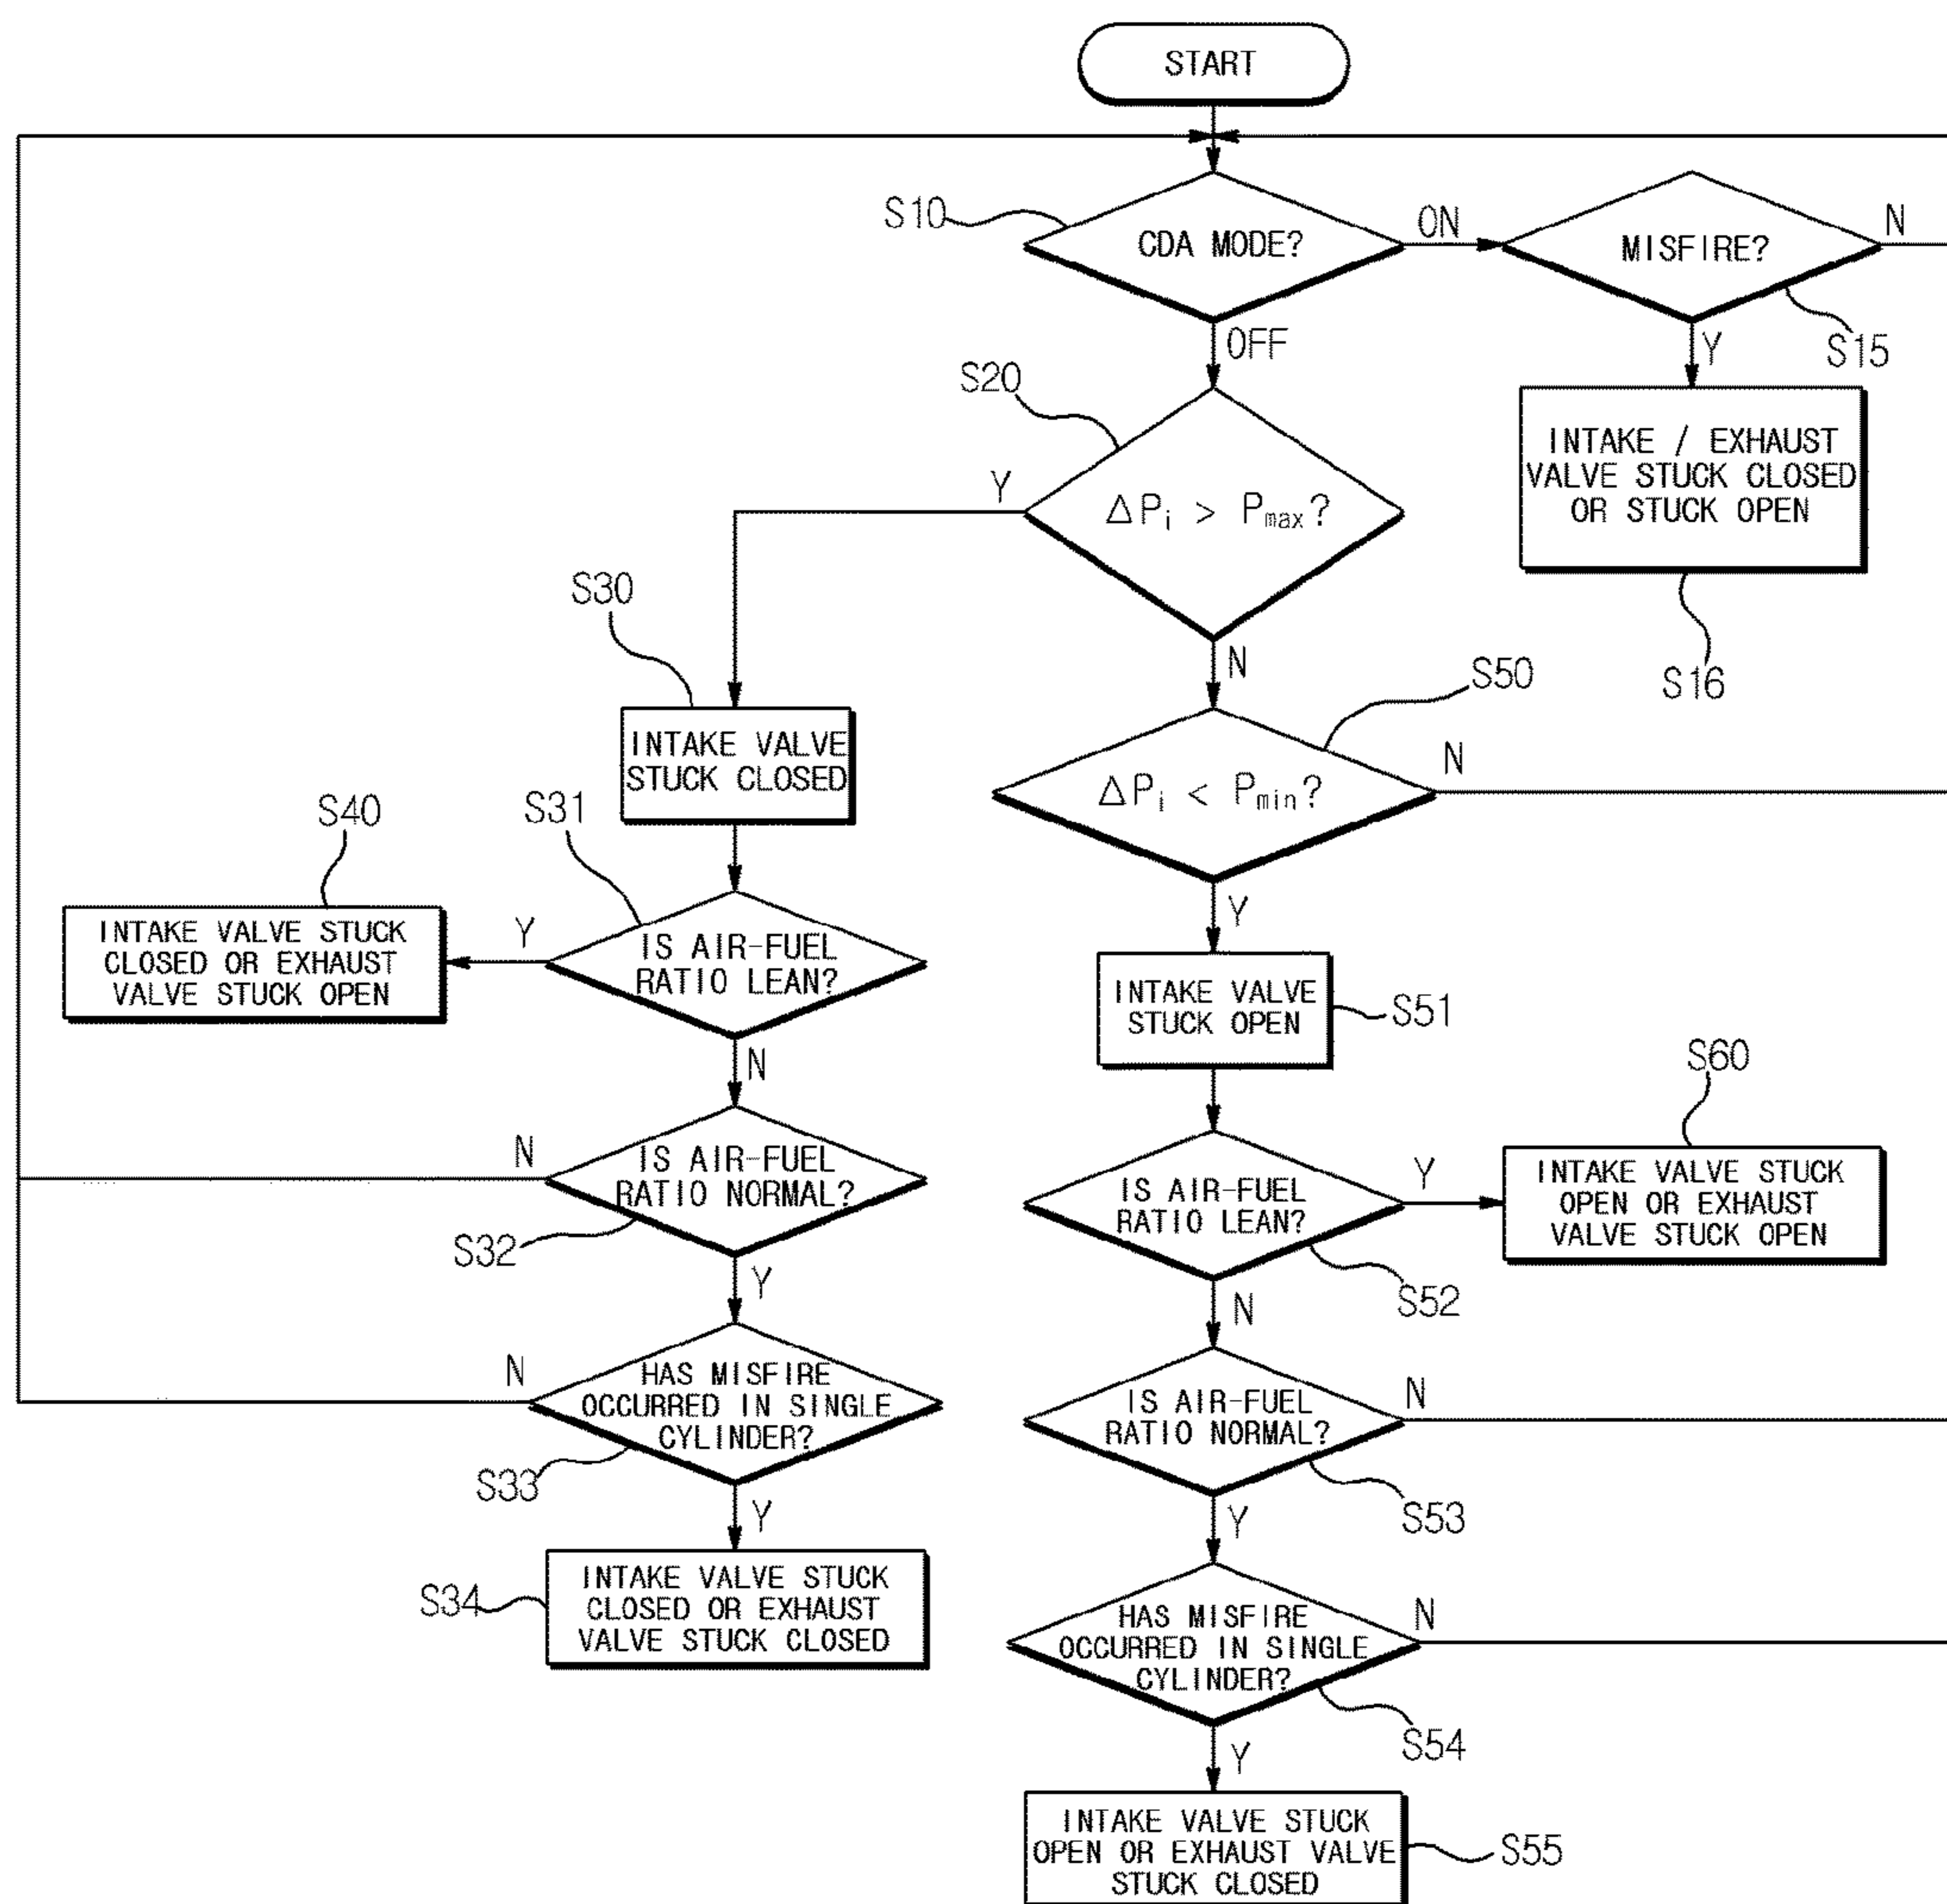 START
S10
CDA MODE?
ON
MISFIRE?
N
S15
OFF
Y
S20
ΔPi > Pmax?
Y
INTAKE / EXHAUST
VALVE STUCK CLOSED
OR STUCK OPEN
S16
N
S30
INTAKE VALVE
STUCK CLOSED
S50
ΔPi < Pmin?
N
Y
S40
S31
INTAKE VALVE STUCK
CLOSED OR EXHAUST
VALVE STUCK OPEN
Y
IS AIR-FUEL
RATIO LEAN?
N
INTAKE VALVE
STUCK OPEN
S51
S60
N
IS AIR-FUEL
RATIO NORMAL?
S32
Y
IS AIR-FUEL
RATIO LEAN?
Y
INTAKE VALVE STUCK
OPEN OR EXHAUST
VALVE STUCK OPEN
S52
N
N
HAS MISFIRE
OCCURRED IN SINGLE
CYLINDER?
S33
Y
IS AIR-FUEL
RATIO NORMAL?
N
S53
Y
S34
INTAKE VALVE STUCK
CLOSED OR EXHAUST
VALVE STUCK CLOSED
HAS MISFIRE
OCCURRED IN SINGLE
CYLINDER?
N
S54
Y
INTAKE VALVE STUCK
OPEN OR EXHAUST VALVE
STUCK CLOSED
S55